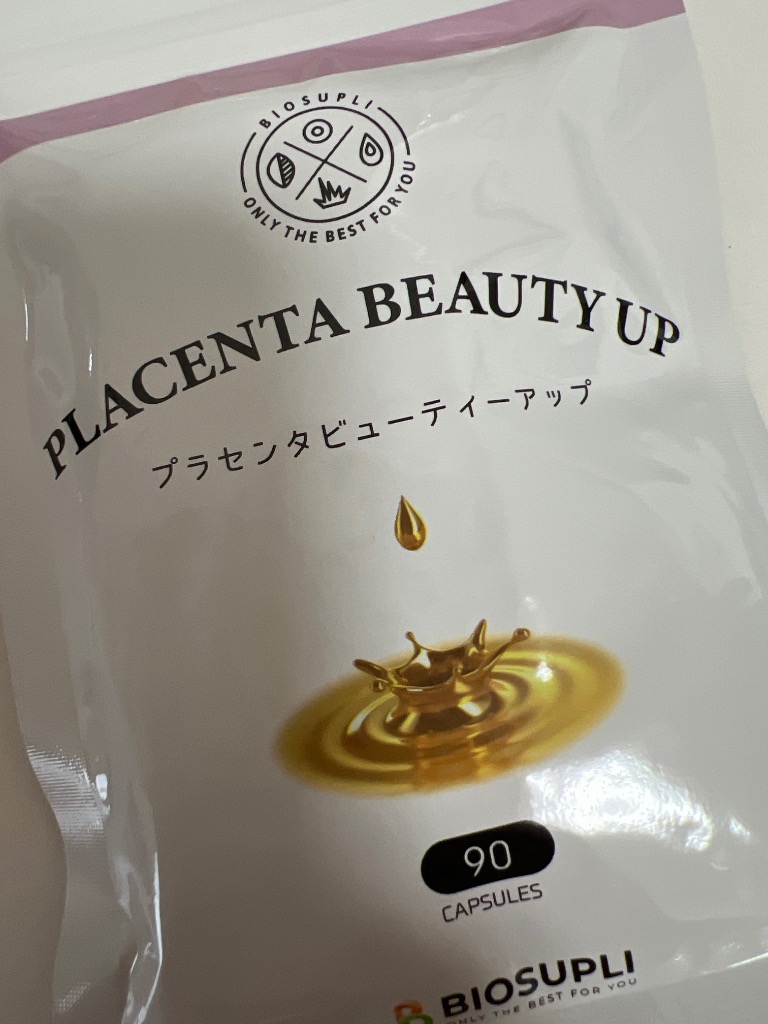 BIOSUPLI
ONLY THE BEST FOR YOU
PLACENTA BEAUTY UP
プラセンタビューティーアップ
90
CAPSULES
BIOSUPLI
ONLY THE BEST FOR YOU